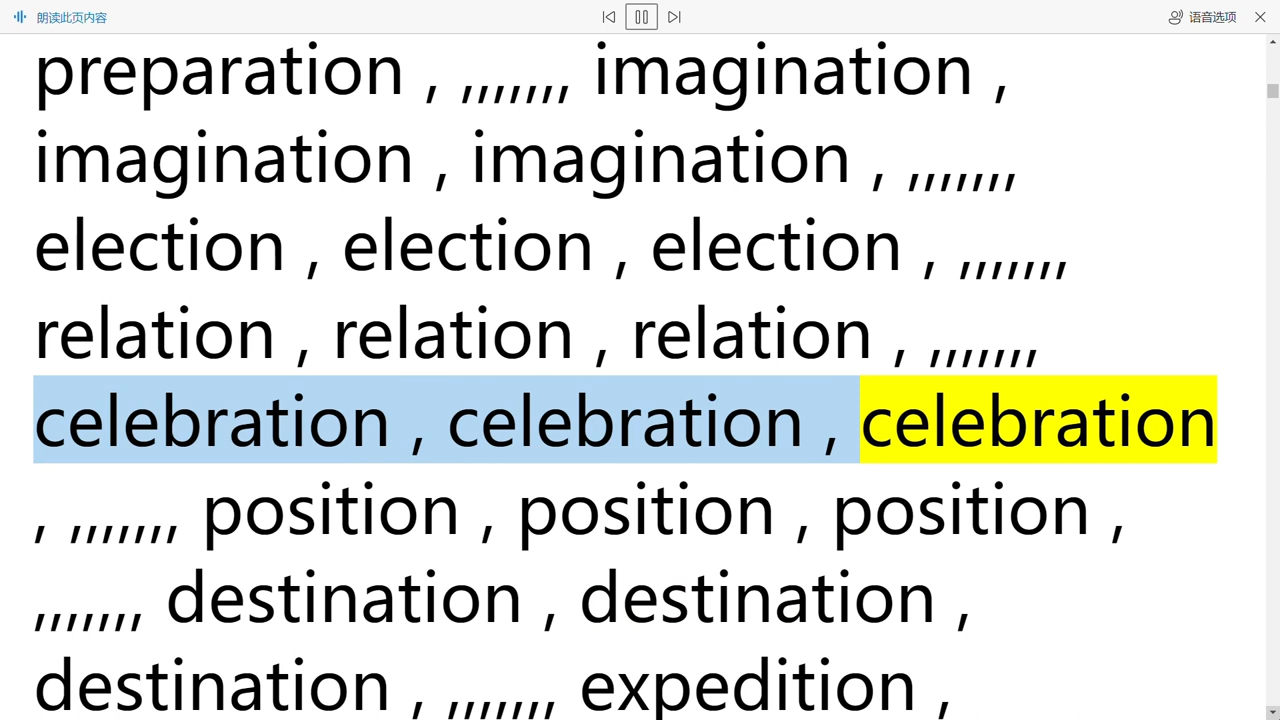 朗读此页内容
语音选项
preparation , ,,,,,,, imagination ,
imagination , imagination , ,,,,,,,
election , election , election , ,,,,,,,
relation , relation , relation , ,,,,,,,
celebration , celebration , celebration
, ,,,,,,, position , position , position ,
,,,,,,, destination , destination ,
destination , ,,,,,,, expedition ,